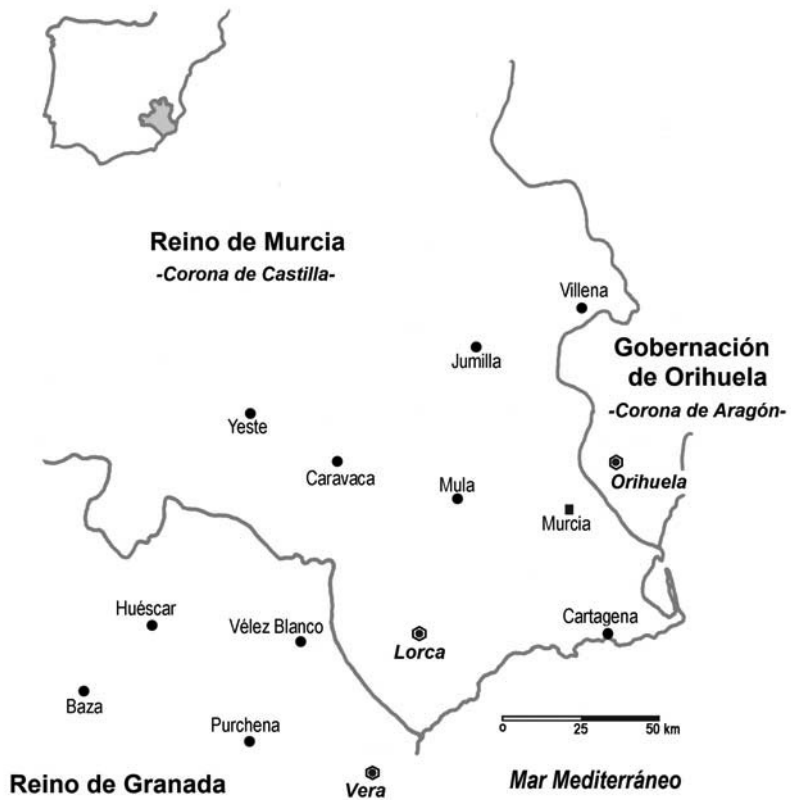 Reino de Murcia
-Corona de Castilla-
Villena
Jumilla
Gobernación
de Orihuela
-Corona de Aragón-
Yeste
Caravaca
Mula
Orihuela
Murcia
Huéscar
Vélez Blanco
Cartagena
Lorca
Baza
Purchena
0 25 50 km
Reino de Granada
Vera
Mar Mediterráneo